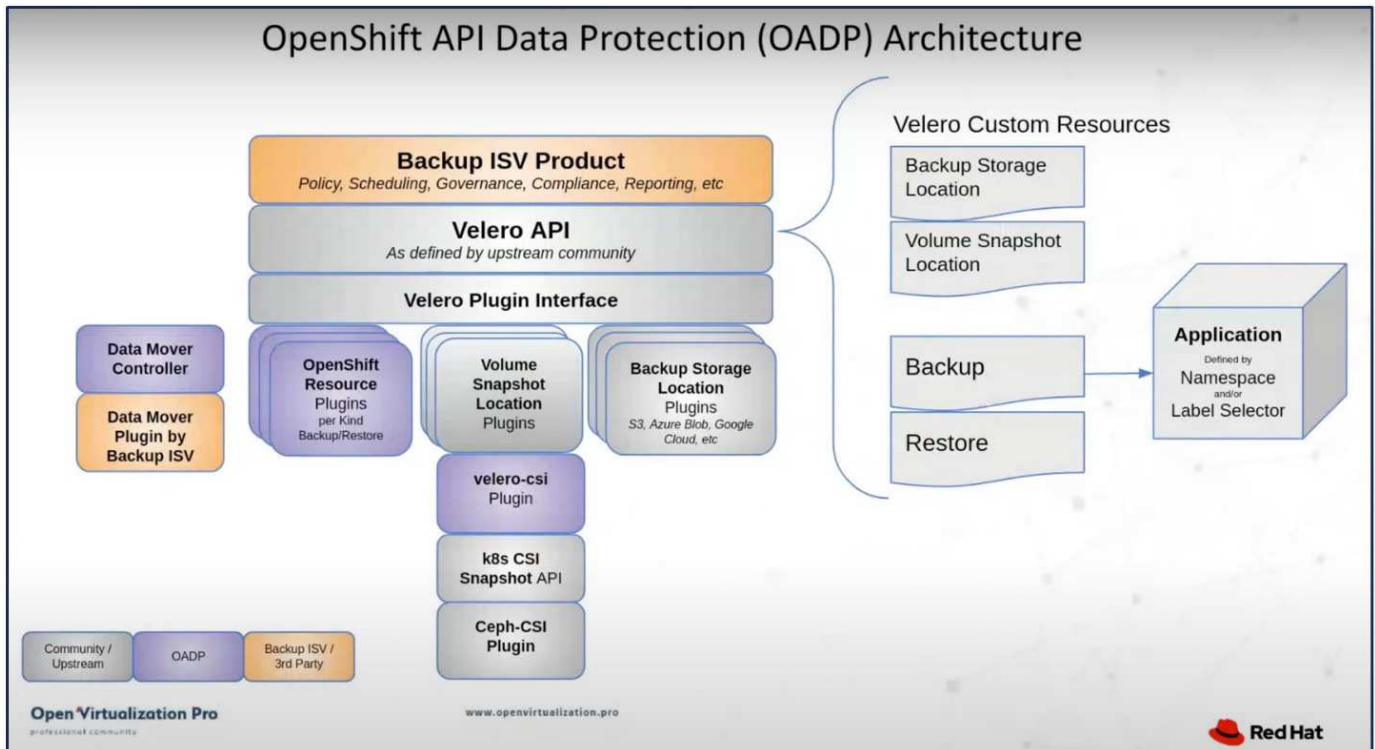 OpenShift API Data Protection (OADP) Architecture
Backup ISV Product
Policy, Scheduling, Governance, Compliance, Reporting, etc
Velero API
As defined by upstream community
Velero Plugin Interface
Data Mover
Controller
Data Mover
Plugin by
Backup ISV
OpenShift
Resource
Plugins
per Kind
Backup/Restore
Volume
Snapshot
Location
Plugins
Backup Storage
Location
Plugins
S3, Azure Blob, Google
Cloud, etc
velero-csi
Plugin
k8s CSI
Snapshot API
Ceph-CSI
Plugin
Velero Custom Resources
Backup Storage
Location
Volume Snapshot
Location
Backup
Restore
Application
Defined by
Namespace
and/or
Label Selector
Community /
Upstream
OADP
Backup ISV /
3rd Party
Open Virtualization Pro
professional community
www.openvirtualization.pro
Red Hat